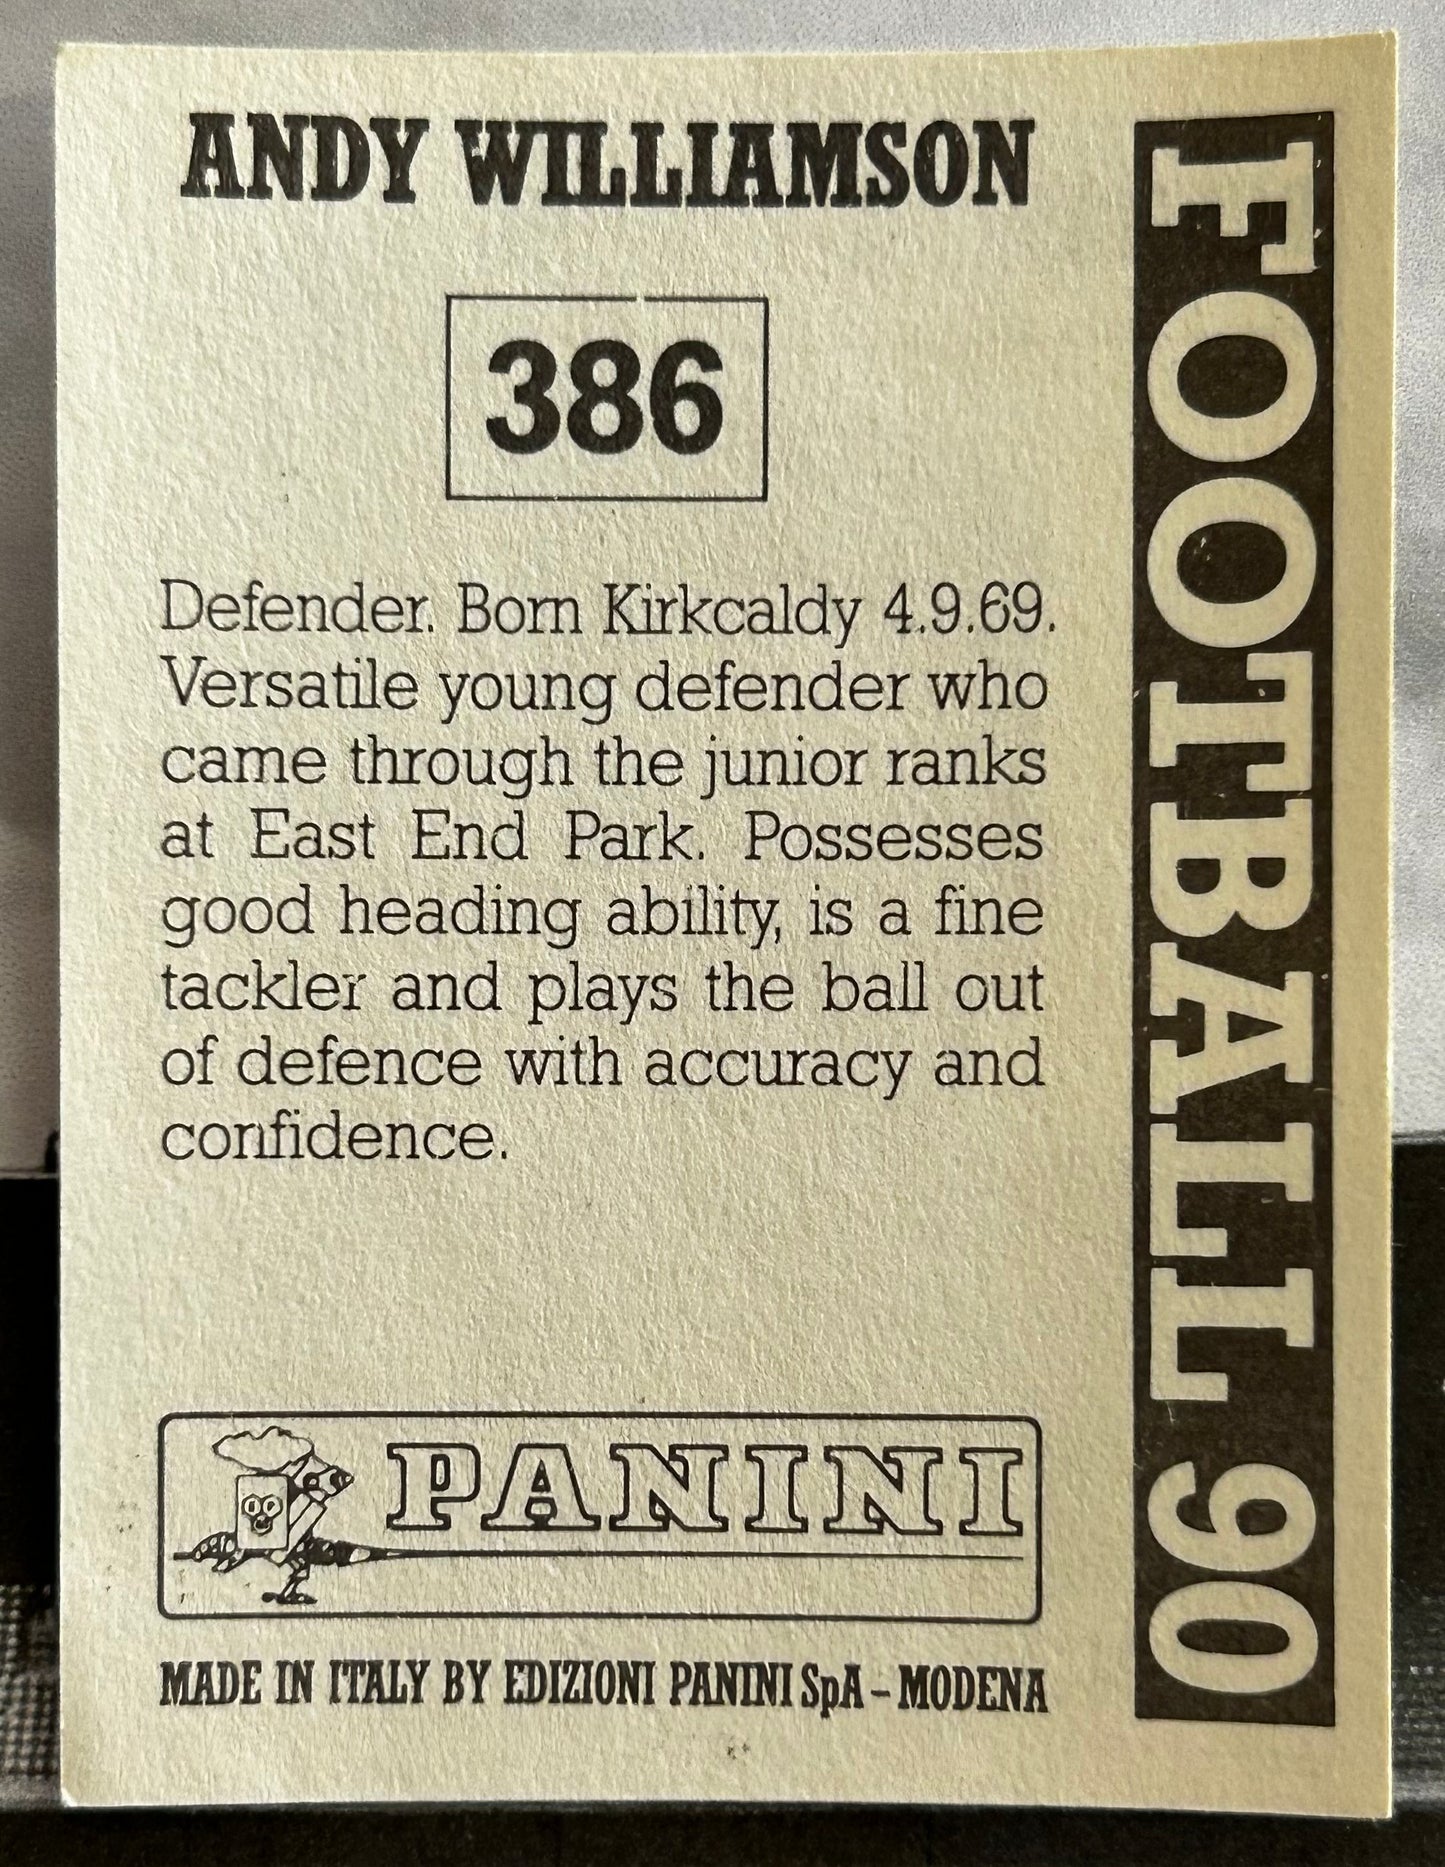 ANDY WILLIAMSON
386
Defender. Born Kirkcaldy 4.9.69.
Versatile young defender who
came through the junior ranks
at East End Park. Possesses
good heading ability, is a fine
tackler and plays the ball out
of defence with accuracy and
confidence.
PANINI
MADE IN ITALY BY EDIZIONI PANINI SpA – MODENA
FOOTBALL 90